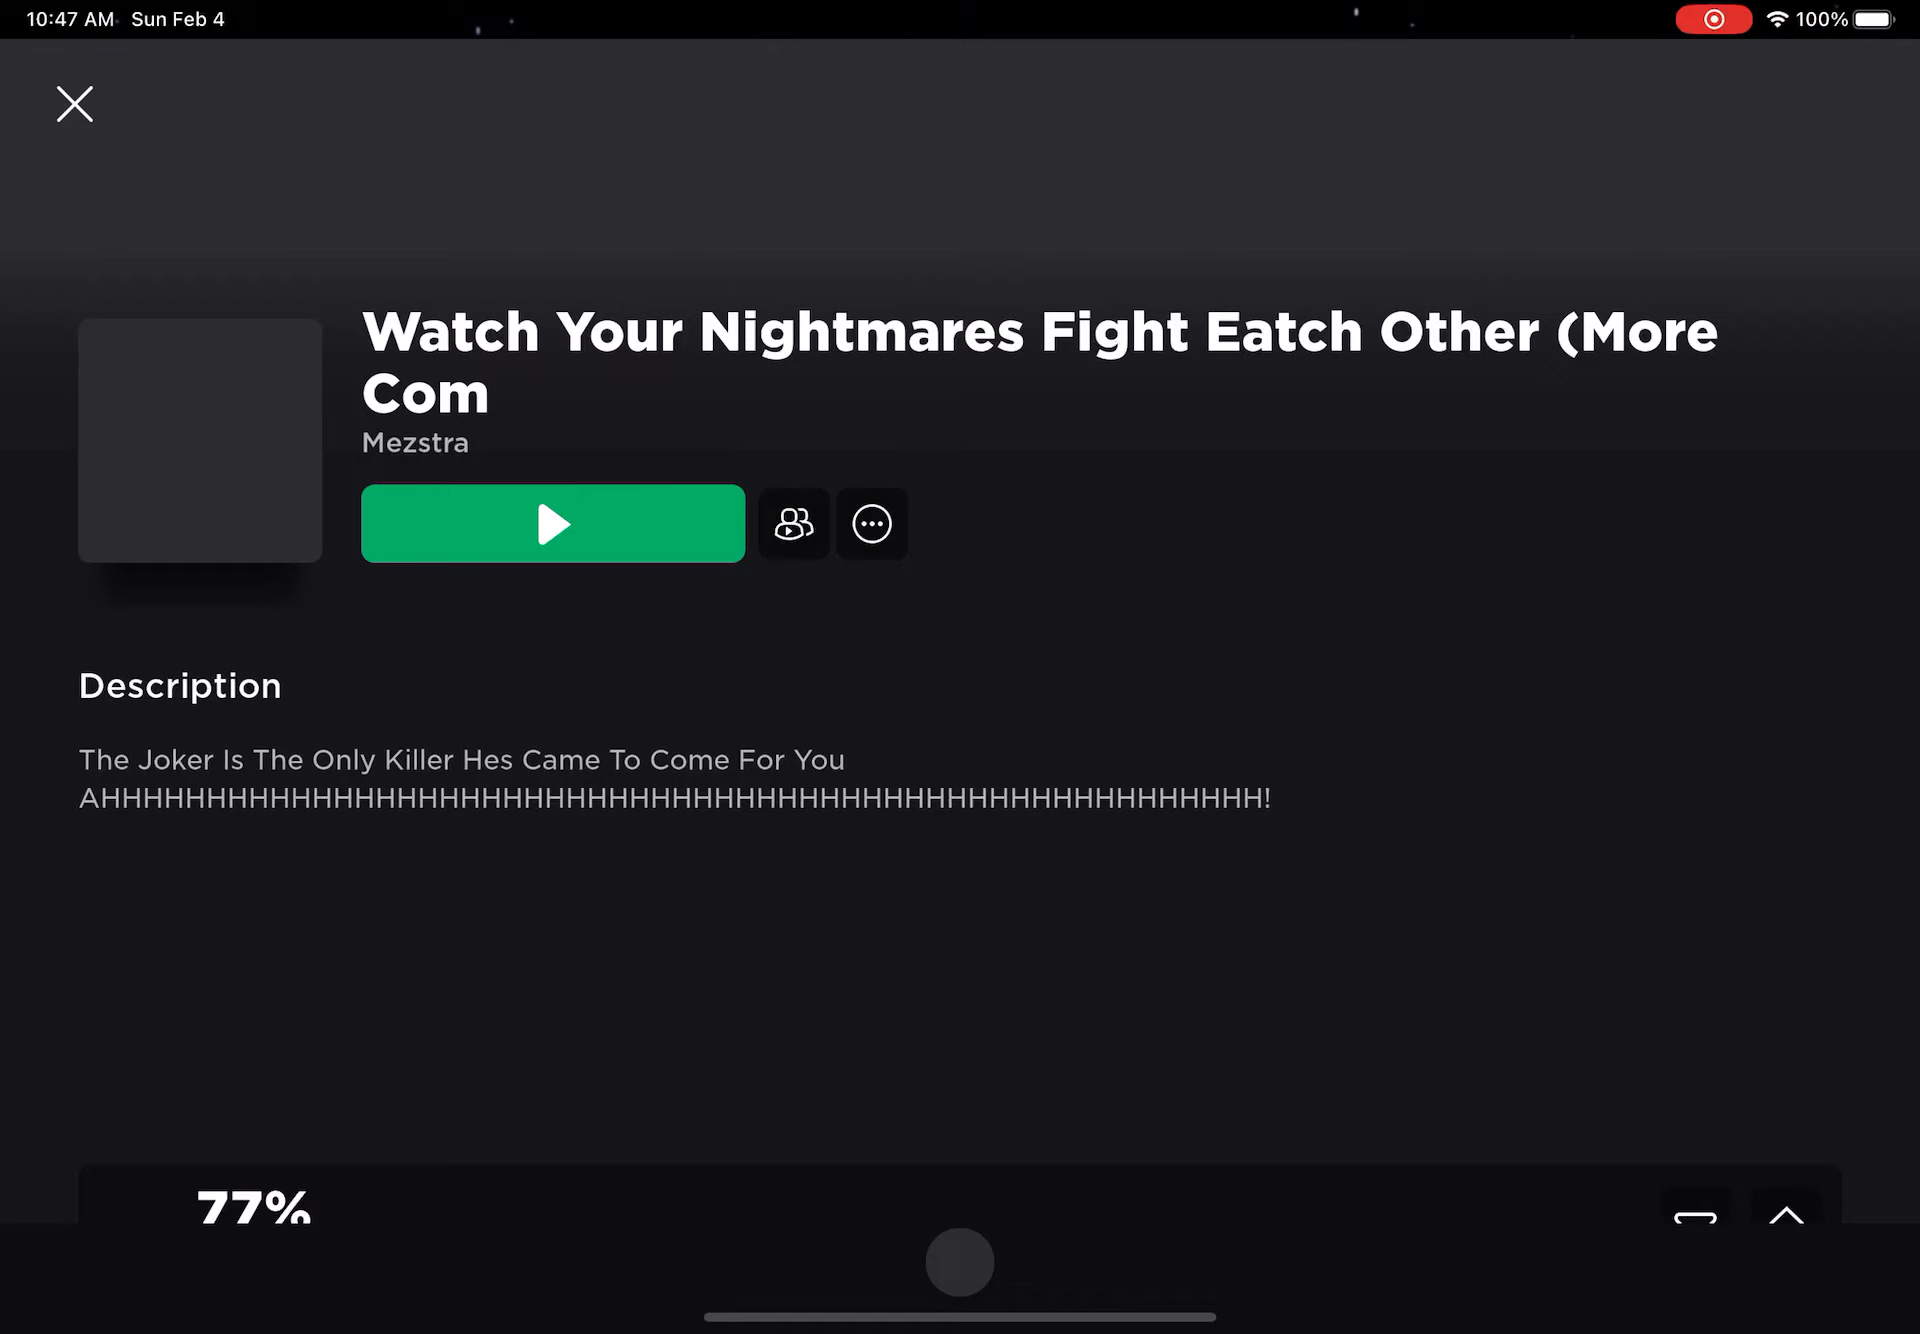 10:47 AM Sun Feb 4
100%
Watch Your Nightmares Fight Eatch Other (More
Com
Mezstra
Description
The Joker Is The Only Killer Hes Came To Come For You
AHHHHHHHHHHHHHHHHHHHHHHHHHHHHHHHHHHHHHHHHHHHHHHHHHHHHHHH!
77%